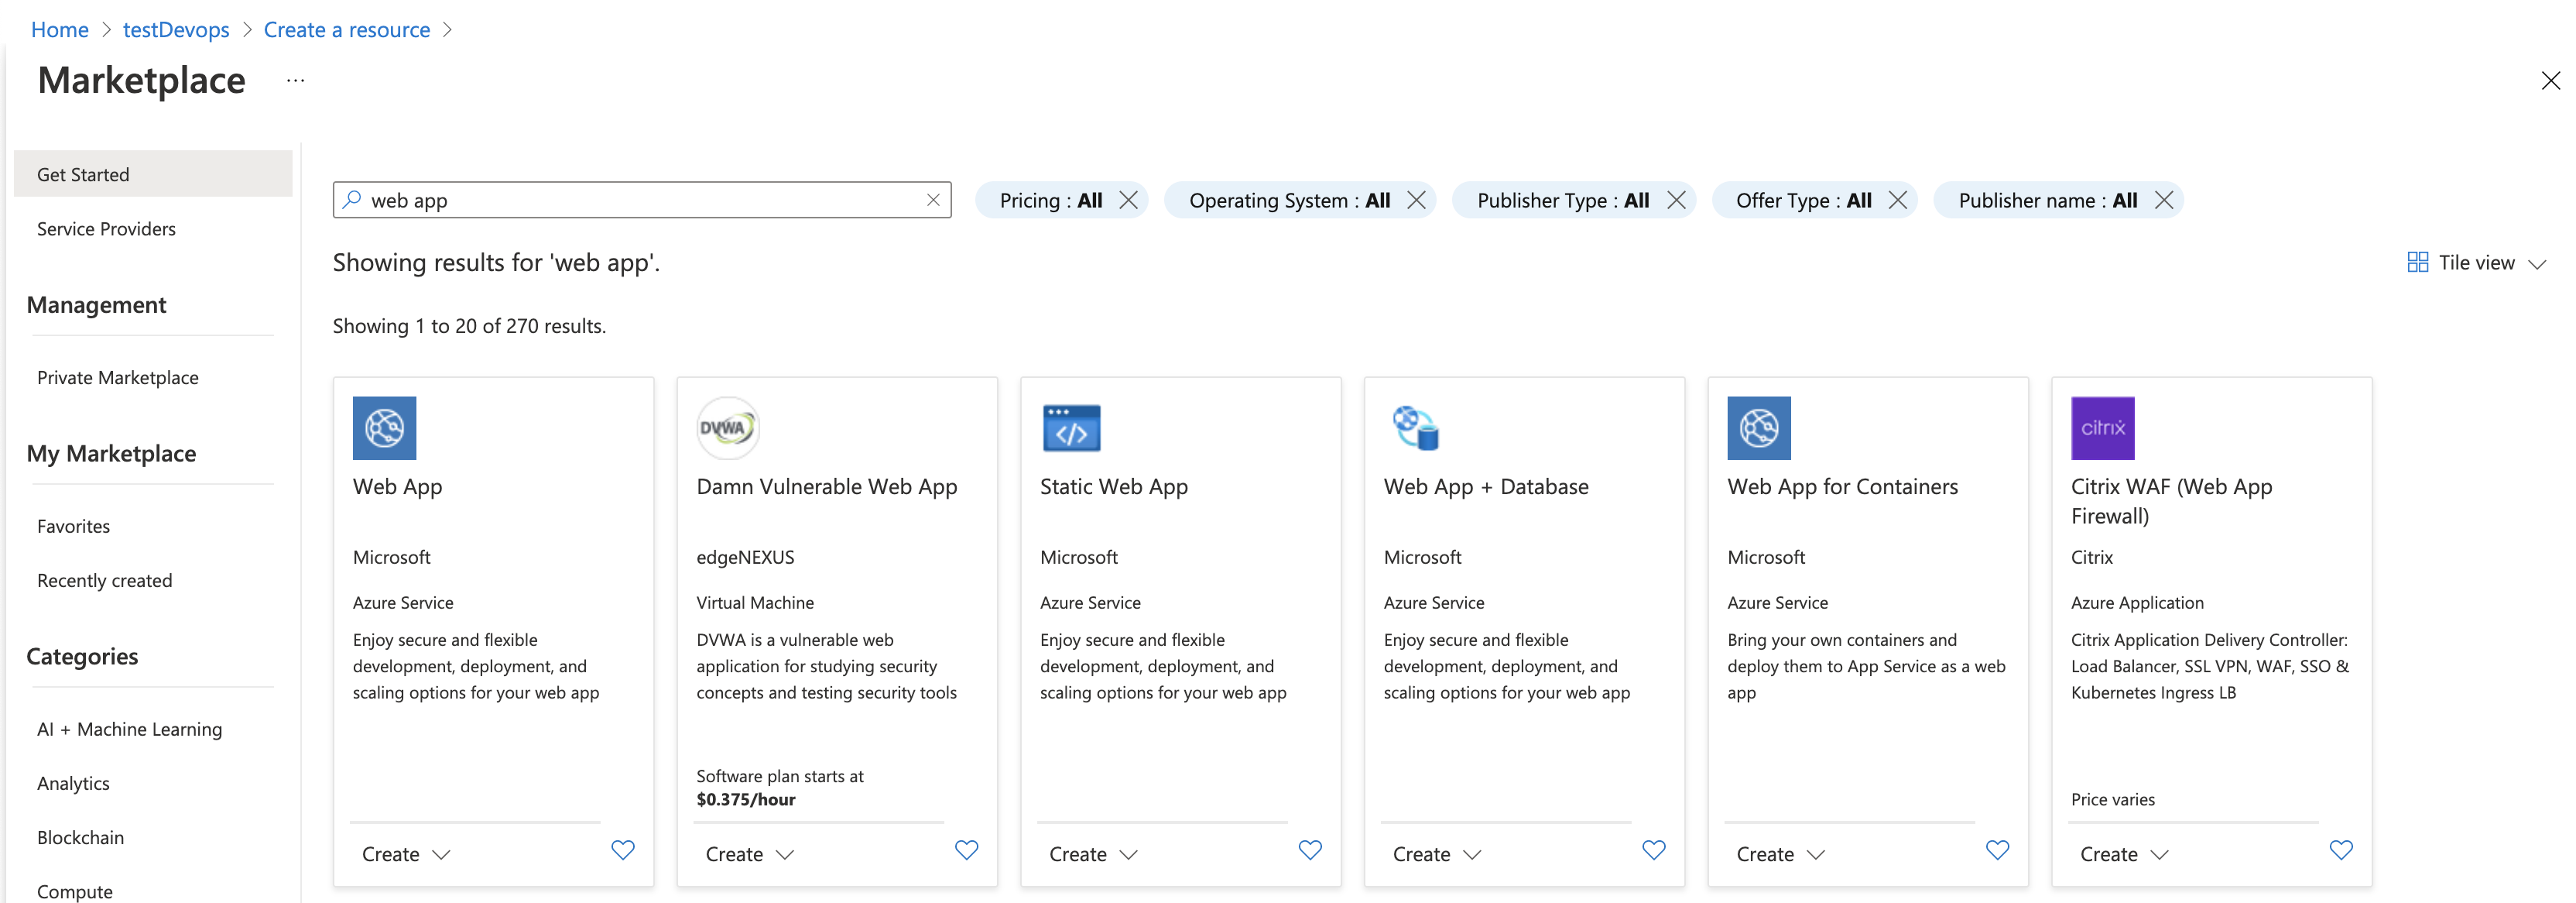 Home > testDevops > Create a resource >
Marketplace ...
Get Started
Service Providers
Management
Private Marketplace
My Marketplace
Favorites
Recently created
Categories
AI + Machine Learning
Analytics
Blockchain
Compute
web app
Pricing : All
Operating System : All
Publisher Type : All
Offer Type : All
Publisher name : All
Showing results for 'web app'.
Tile view
Showing 1 to 20 of 270 results.
Web App
Microsoft
Azure Service
Enjoy secure and flexible
development, deployment, and
scaling options for your web app
Create
DVWA
Damn Vulnerable Web App
edgeNEXUS
Virtual Machine
DVWA is a vulnerable web
application for studying security
concepts and testing security tools
Software plan starts at
$0.375/hour
Create
Static Web App
Microsoft
Azure Service
Enjoy secure and flexible
development, deployment, and
scaling options for your web app
Create
Web App + Database
Microsoft
Azure Service
Enjoy secure and flexible
development, deployment, and
scaling options for your web app
Create
Web App for Containers
Microsoft
Azure Service
Bring your own containers and
deploy them to App Service as a web
app
Create
citrix
Citrix WAF (Web App
Firewall)
Citrix
Azure Application
Citrix Application Delivery Controller:
Load Balancer, SSL VPN, WAF, SSO &
Kubernetes Ingress LB
Price varies
Create